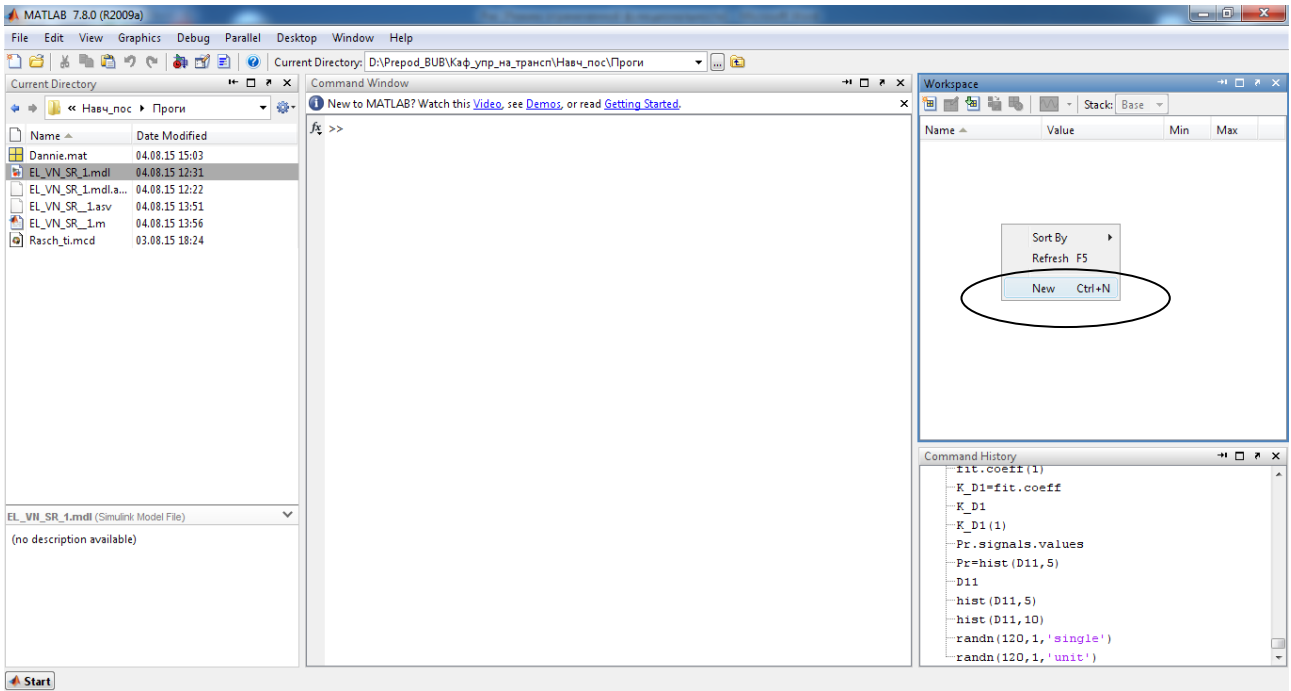 MATLAB 7.8.0 (R2009a)
File Edit View Graphics Debug Parallel Desktop Window Help
Current Directory: D:\Prepod_BUB\Каф_упр_на_трансп\Навч_пос\Проги
Current Directory
« Навч_пос Проги
Name Date Modified
Dannie.mat 04.08.15 15:03
EL_VN_SR_1.mdl 04.08.15 12:31
EL_VN_SR_1.mdl.a... 04.08.15 12:22
EL_VN_SR__1.asv 04.08.15 13:51
EL_VN_SR__1.m 04.08.15 13:56
Rasch_ti.mcd 03.08.15 18:24
EL_VN_SR_1.mdl (Simulink Model File)
(no description available)
Start
Command Window
New to MATLAB? Watch this Video, see Demos, or read Getting Started.
fx >>
Workspace
Stack: Base
Name Value Min Max
Sort By
Refresh F5
New Ctrl+N
Command History
fit.coeff(1)
K_D1=fit.coeff
K_D1
K_D1(1)
Pr.signals.values
Pr=hist(D11,5)
D11
hist(D11,5)
hist(D11,10)
randn(120,1,'single')
randn(120,1,'unit')